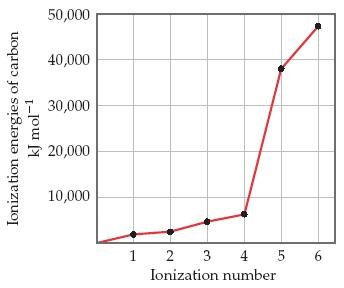 Ionization energies of carbon
kJ mol−1
50,000
40,000
30,000
20,000
10,000
1 2 3 4 5 6
Ionization number